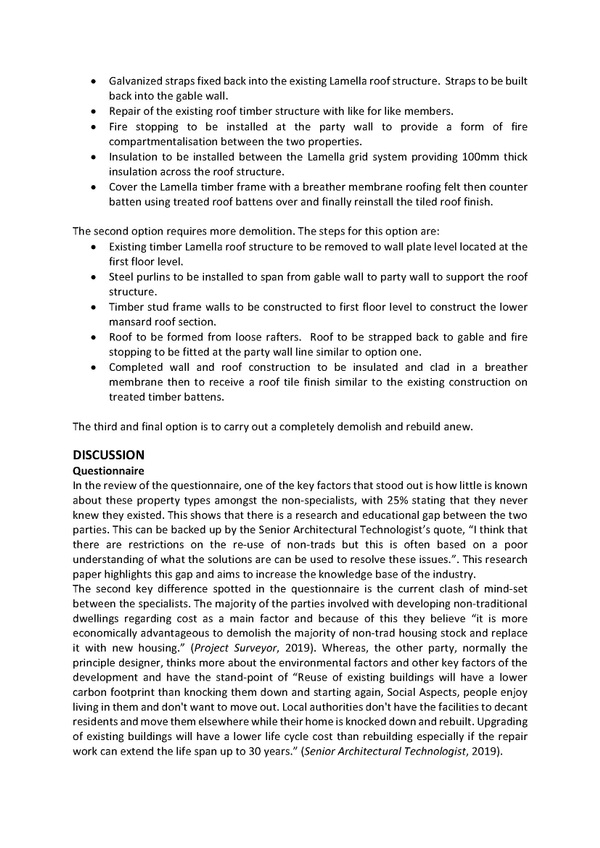 • Galvanized straps fixed back into the existing Lamella roof structure. Straps to be built
back into the gable wall.
• Repair of the existing roof timber structure with like for like members.
• Fire stopping to be installed at the party wall to provide a form of fire
compartmentalisation between the two properties.
• Insulation to be installed between the Lamella grid system providing 100mm thick
insulation across the roof structure.
• Cover the Lamella timber frame with a breather membrane roofing felt then counter
batten using treated roof battens over and finally reinstall the tiled roof finish.
The second option requires more demolition. The steps for this option are:
• Existing timber Lamella roof structure to be removed to wall plate level located at the
first floor level.
• Steel purlins to be installed to span from gable wall to party wall to support the roof
structure.
• Timber stud frame walls to be constructed to first floor level to construct the lower
mansard roof section.
• Roof to be formed from loose rafters. Roof to be strapped back to gable and fire
stopping to be fitted at the party wall line similar to option one.
• Completed wall and roof construction to be insulated and clad in a breather
membrane then to receive a roof tile finish similar to the existing construction on
treated timber battens.
The third and final option is to carry out a completely demolish and rebuild anew.
DISCUSSION
Questionnaire
In the review of the questionnaire, one of the key factors that stood out is how little is known
about these property types amongst the non-specialists, with 25% stating that they never
knew they existed. This shows that there is a research and educational gap between the two
parties. This can be backed up by the Senior Architectural Technologist's quote, "I think that
there are restrictions on the re-use of non-trads but this is often based on a poor
understanding of what the solutions are can be used to resolve these issues.". This research
paper highlights this gap and aims to increase the knowledge base of the industry.
The second key difference spotted in the questionnaire is the current clash of mind-set
between the specialists. The majority of the parties involved with developing non-traditional
dwellings regarding cost as a main factor and because of this they believe "it is more
economically advantageous to demolish the majority of non-trad housing stock and replace
it with new housing." (Project Surveyor, 2019). Whereas, the other party, normally the
principle designer, thinks more about the environmental factors and other key factors of the
development and have the stand-point of "Reuse of existing buildings will have a lower
carbon footprint than knocking them down and starting again, Social Aspects, people enjoy
living in them and don't want to move out. Local authorities don't have the facilities to decant
residents and move them elsewhere while their home is knocked down and rebuilt. Upgrading
of existing buildings will have a lower life cycle cost than rebuilding especially if the repair
work can extend the life span up to 30 years." (Senior Architectural Technologist, 2019).